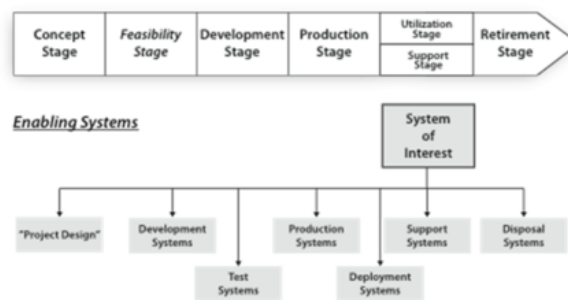 Concept
Stage
Feasibility
Stage
Development
Stage
Production
Stage
Utilization
Stage
Support
Stage
Retirement
Stage
Enabling Systems
System
of
Interest
"Project Design"
Development
Systems
Production
Systems
Support
Systems
Disposal
Systems
Test
Systems
Deployment
Systems